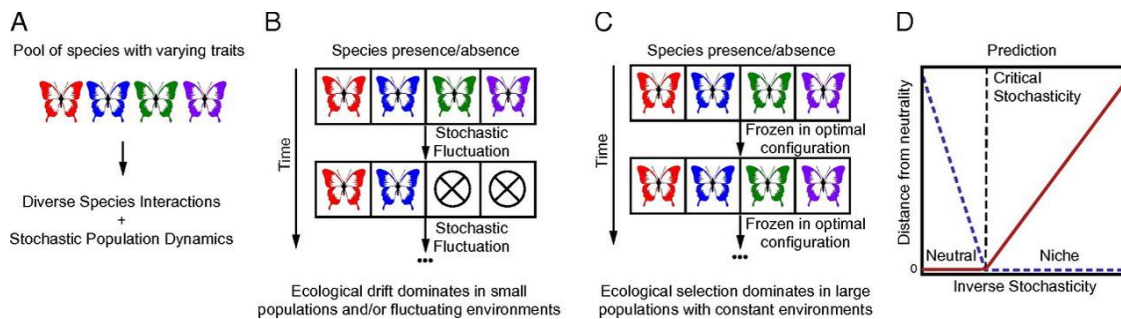 A
Pool of species with varying traits
Diverse Species Interactions
+
Stochastic Population Dynamics
B
Species presence/absence
Time
Stochastic
Fluctuation
Stochastic
Fluctuation
•••
Ecological drift dominates in small
populations and/or fluctuating environments
C
Species presence/absence
Time
Frozen in optimal
configuration
Frozen in optimal
configuration
•••
Ecological selection dominates in large
populations with constant environments
D
Prediction
Critical
Stochasticity
Distance from neutrality
Neutral
Niche
0
Inverse Stochasticity